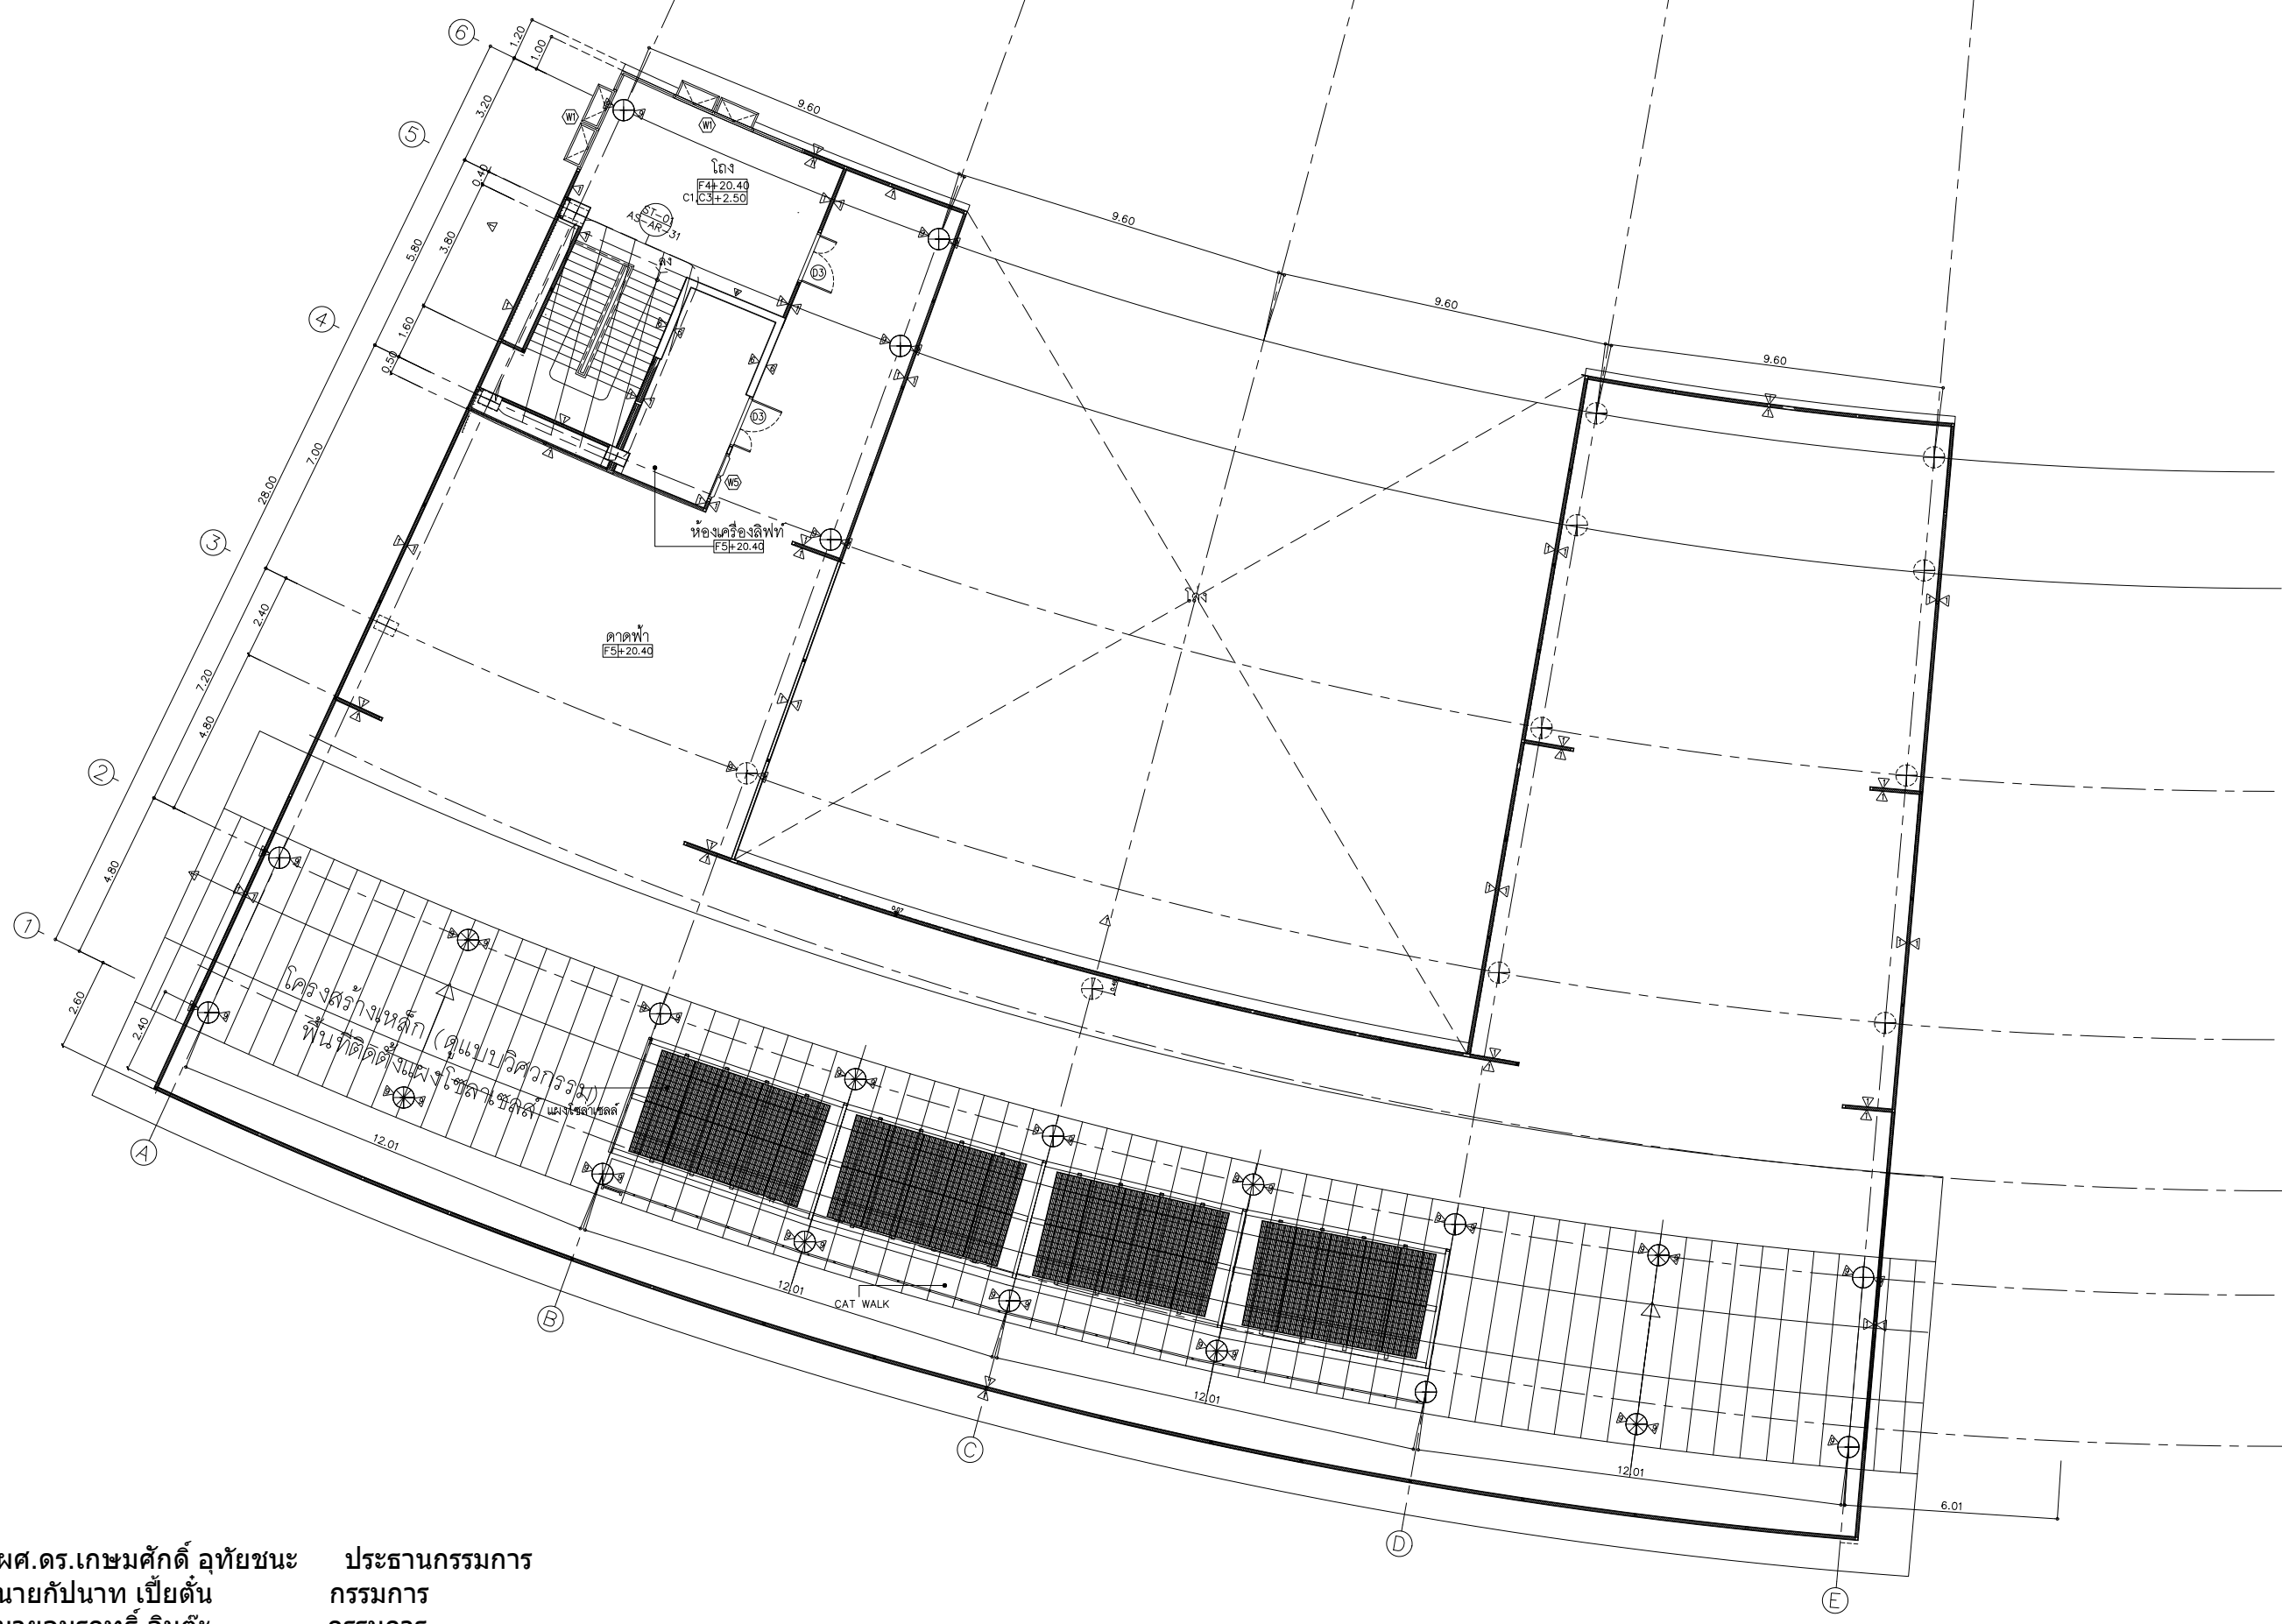 6
1.20
1.00
5
3.20
W1
W1
9.60
โถง
F4+20.40
C1,C3+2.50
0.40
ST-01
AS-AR-31
9.60
5.80
3.80
ลง
D3
4
1.60
0.50
9.60
9.60
D3
7.00
28.00
W5
3
ห้องเครื่องลิฟท์
F5+20.40
2.40
ดาดฟ้า
F5+20.40
7.20
4.80
2
4.80
1
2.60
2.40
โครงสร้างเหล็ก (ดูแบบวิศวกรรม)
พื้นที่ติดตั้งแผงโซลาเซลล์
แผงโซลาเซลล์
12.01
A
12.01
CAT WALK
B
12.01
C
12.01
6.01
D
E
ผศ.ดร.เกษมศักดิ์ อุทัยชนะ ประธานกรรมการ
นายกัปนาท เปี้ยตั๋น กรรมการ